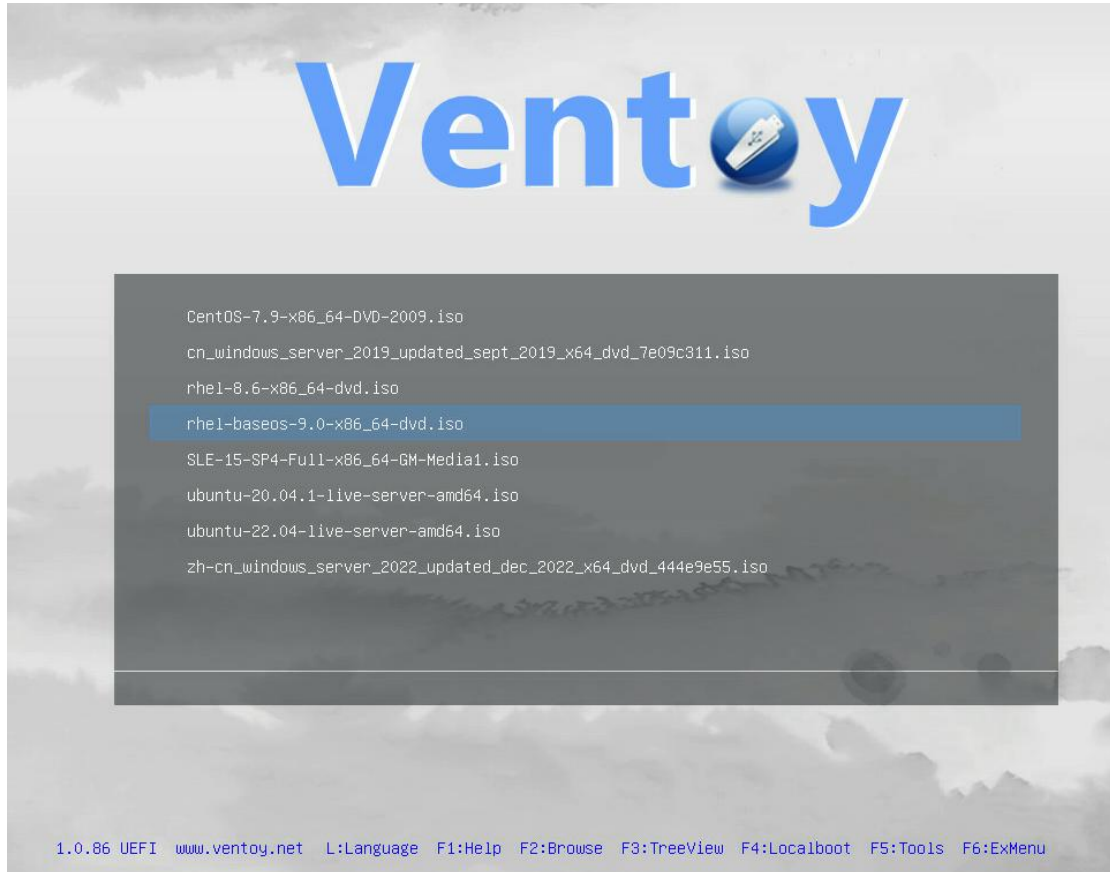 Ventoy
CentOS-7.9-x86_64-DVD-2009.iso
cn_windows_server_2019_updated_sept_2019_x64_dvd_7e09c311.iso
rhel-8.6-x86_64-dvd.iso
rhel-baseos-9.0-x86_64-dvd.iso
SLE-15-SP4-Full-x86_64-GM-Media1.iso
ubuntu-20.04.1-live-server-amd64.iso
ubuntu-22.04-live-server-amd64.iso
zh-cn_windows_server_2022_updated_dec_2022_x64_dvd_444e9e55.iso
1.0.86 UEFI www.ventoy.net L:Language F1:Help F2:Browse F3:TreeView F4:Localboot F5:Tools F6:ExMenu